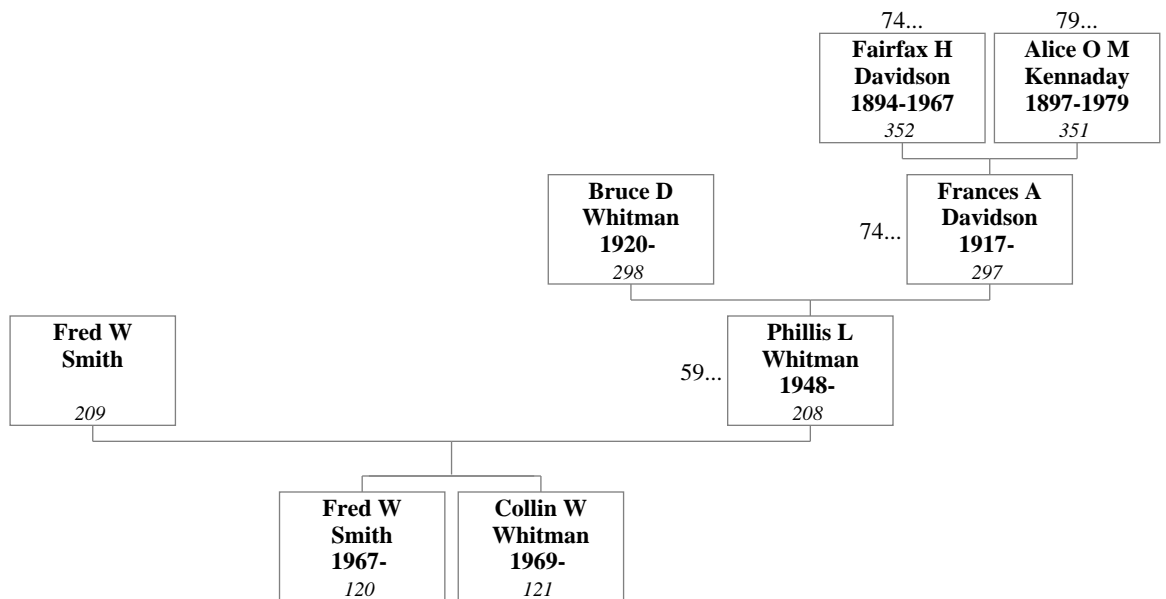 74...
79...
Fairfax H
Davidson
1894-1967
352
Alice O M
Kennaday
1897-1979
351
Bruce D
Whitman
1920-
298
74...
Frances A
Davidson
1917-
297
Fred W
Smith
209
59...
Phillis L
Whitman
1948-
208
Fred W
Smith
1967-
120
Collin W
Whitman
1969-
121